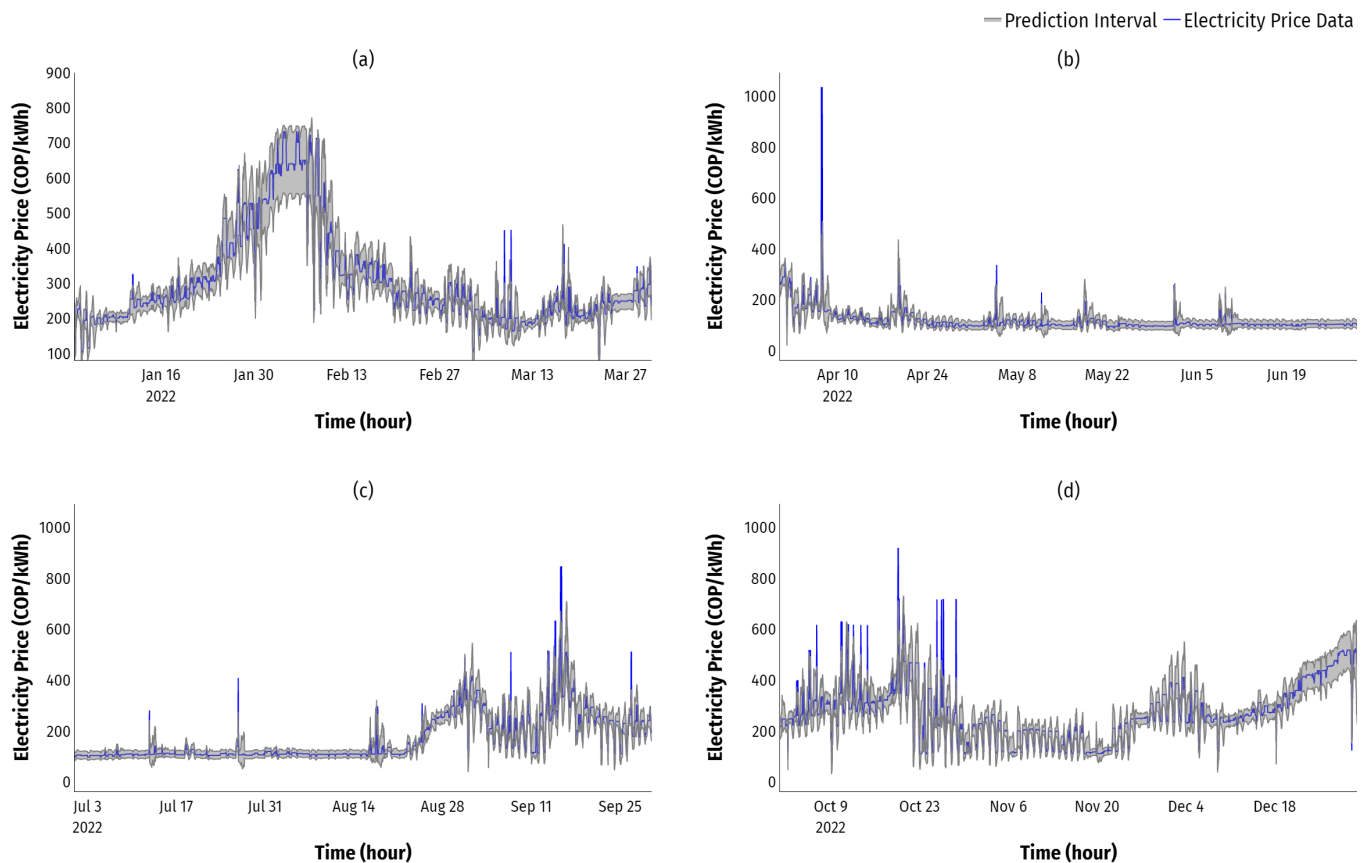 Prediction Interval Electricity Price Data
(a)
900
800
700
600
500
400
300
200
100
Electricity Price (COP/kWh)
Jan 16 Jan 30 Feb 13 Feb 27 Mar 13 Mar 27
2022
Time (hour)
(b)
1000
800
600
400
200
0
Electricity Price (COP/kWh)
Apr 10 Apr 24 May 8 May 22 Jun 5 Jun 19
2022
Time (hour)
(c)
1000
800
600
400
200
0
Electricity Price (COP/kWh)
Jul 3 Jul 17 Jul 31 Aug 14 Aug 28 Sep 11 Sep 25
2022
Time (hour)
(d)
1000
800
600
400
200
0
Electricity Price (COP/kWh)
Oct 9 Oct 23 Nov 6 Nov 20 Dec 4 Dec 18
2022
Time (hour)